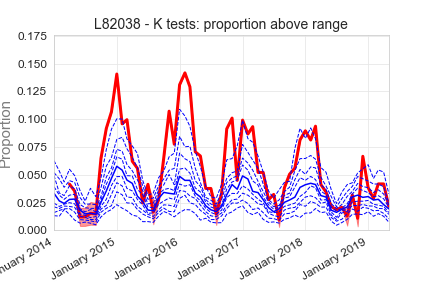 L82038 - K tests: proportion above range
0.175
0.150
0.125
0.100
0.075
0.050
0.025
0.000
Proportion
nuary 2014
January 2015
January 2016
January 2017
January 2018
January 2019